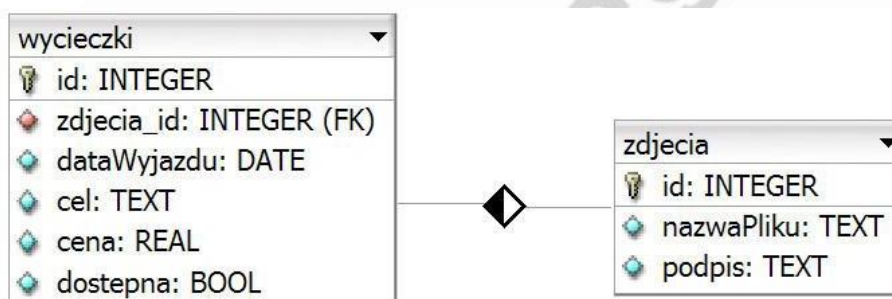 wycieczki
id: INTEGER
zdjecia_id: INTEGER (FK)
dataWyjazdu: DATE
cel: TEXT
cena: REAL
dostepna: BOOL
zdjecia
id: INTEGER
nazwaPliku: TEXT
podpis: TEXT